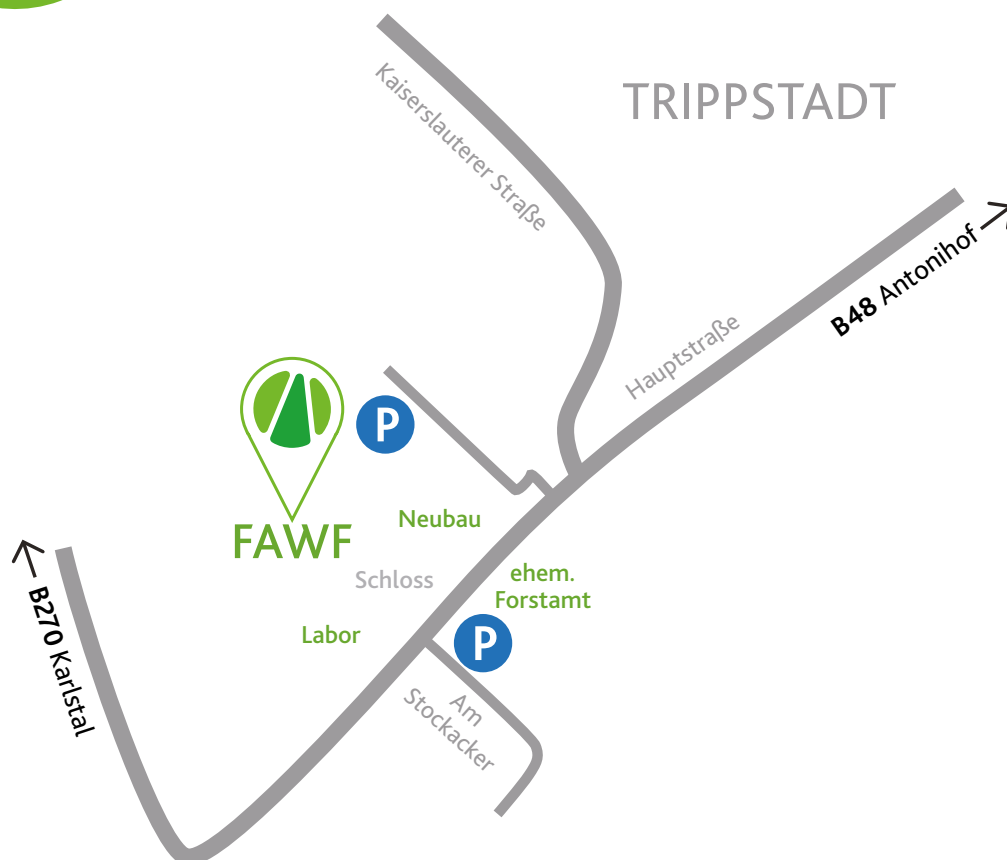 TRIPPSTADT
Kaiserslauterer Straße
B48 Antonihof
Hauptstraße
P
Neubau
FAWF
Schloss
ehem.
Forstamt
Labor
P
B270 Karlstal
Am
Stockacker